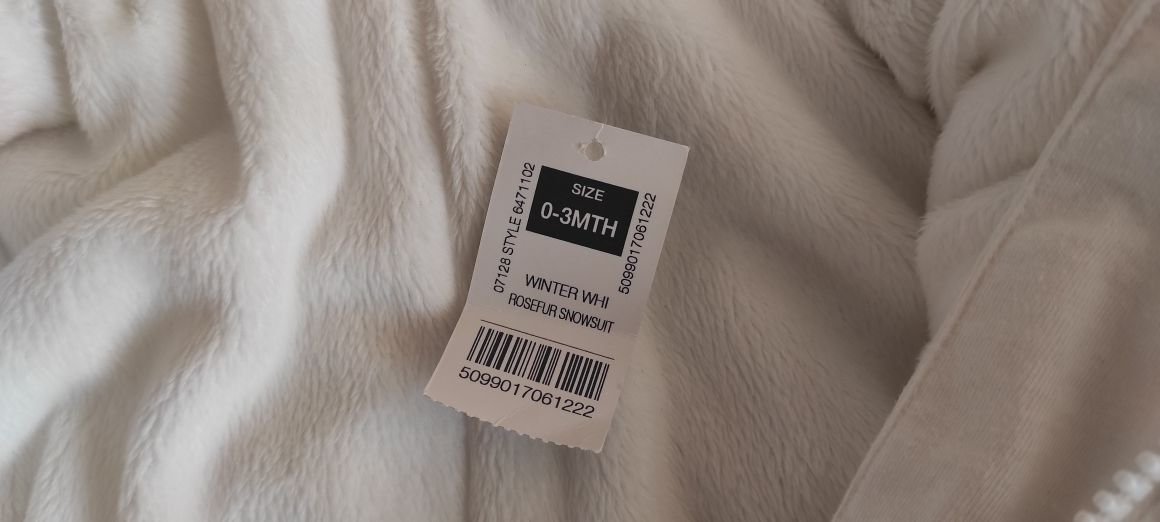 SIZE
0-3MTH
07128 STYLE 6471102
5099017061222
WINTER WHI
ROSEFUR SNOWSUIT
5099017061222